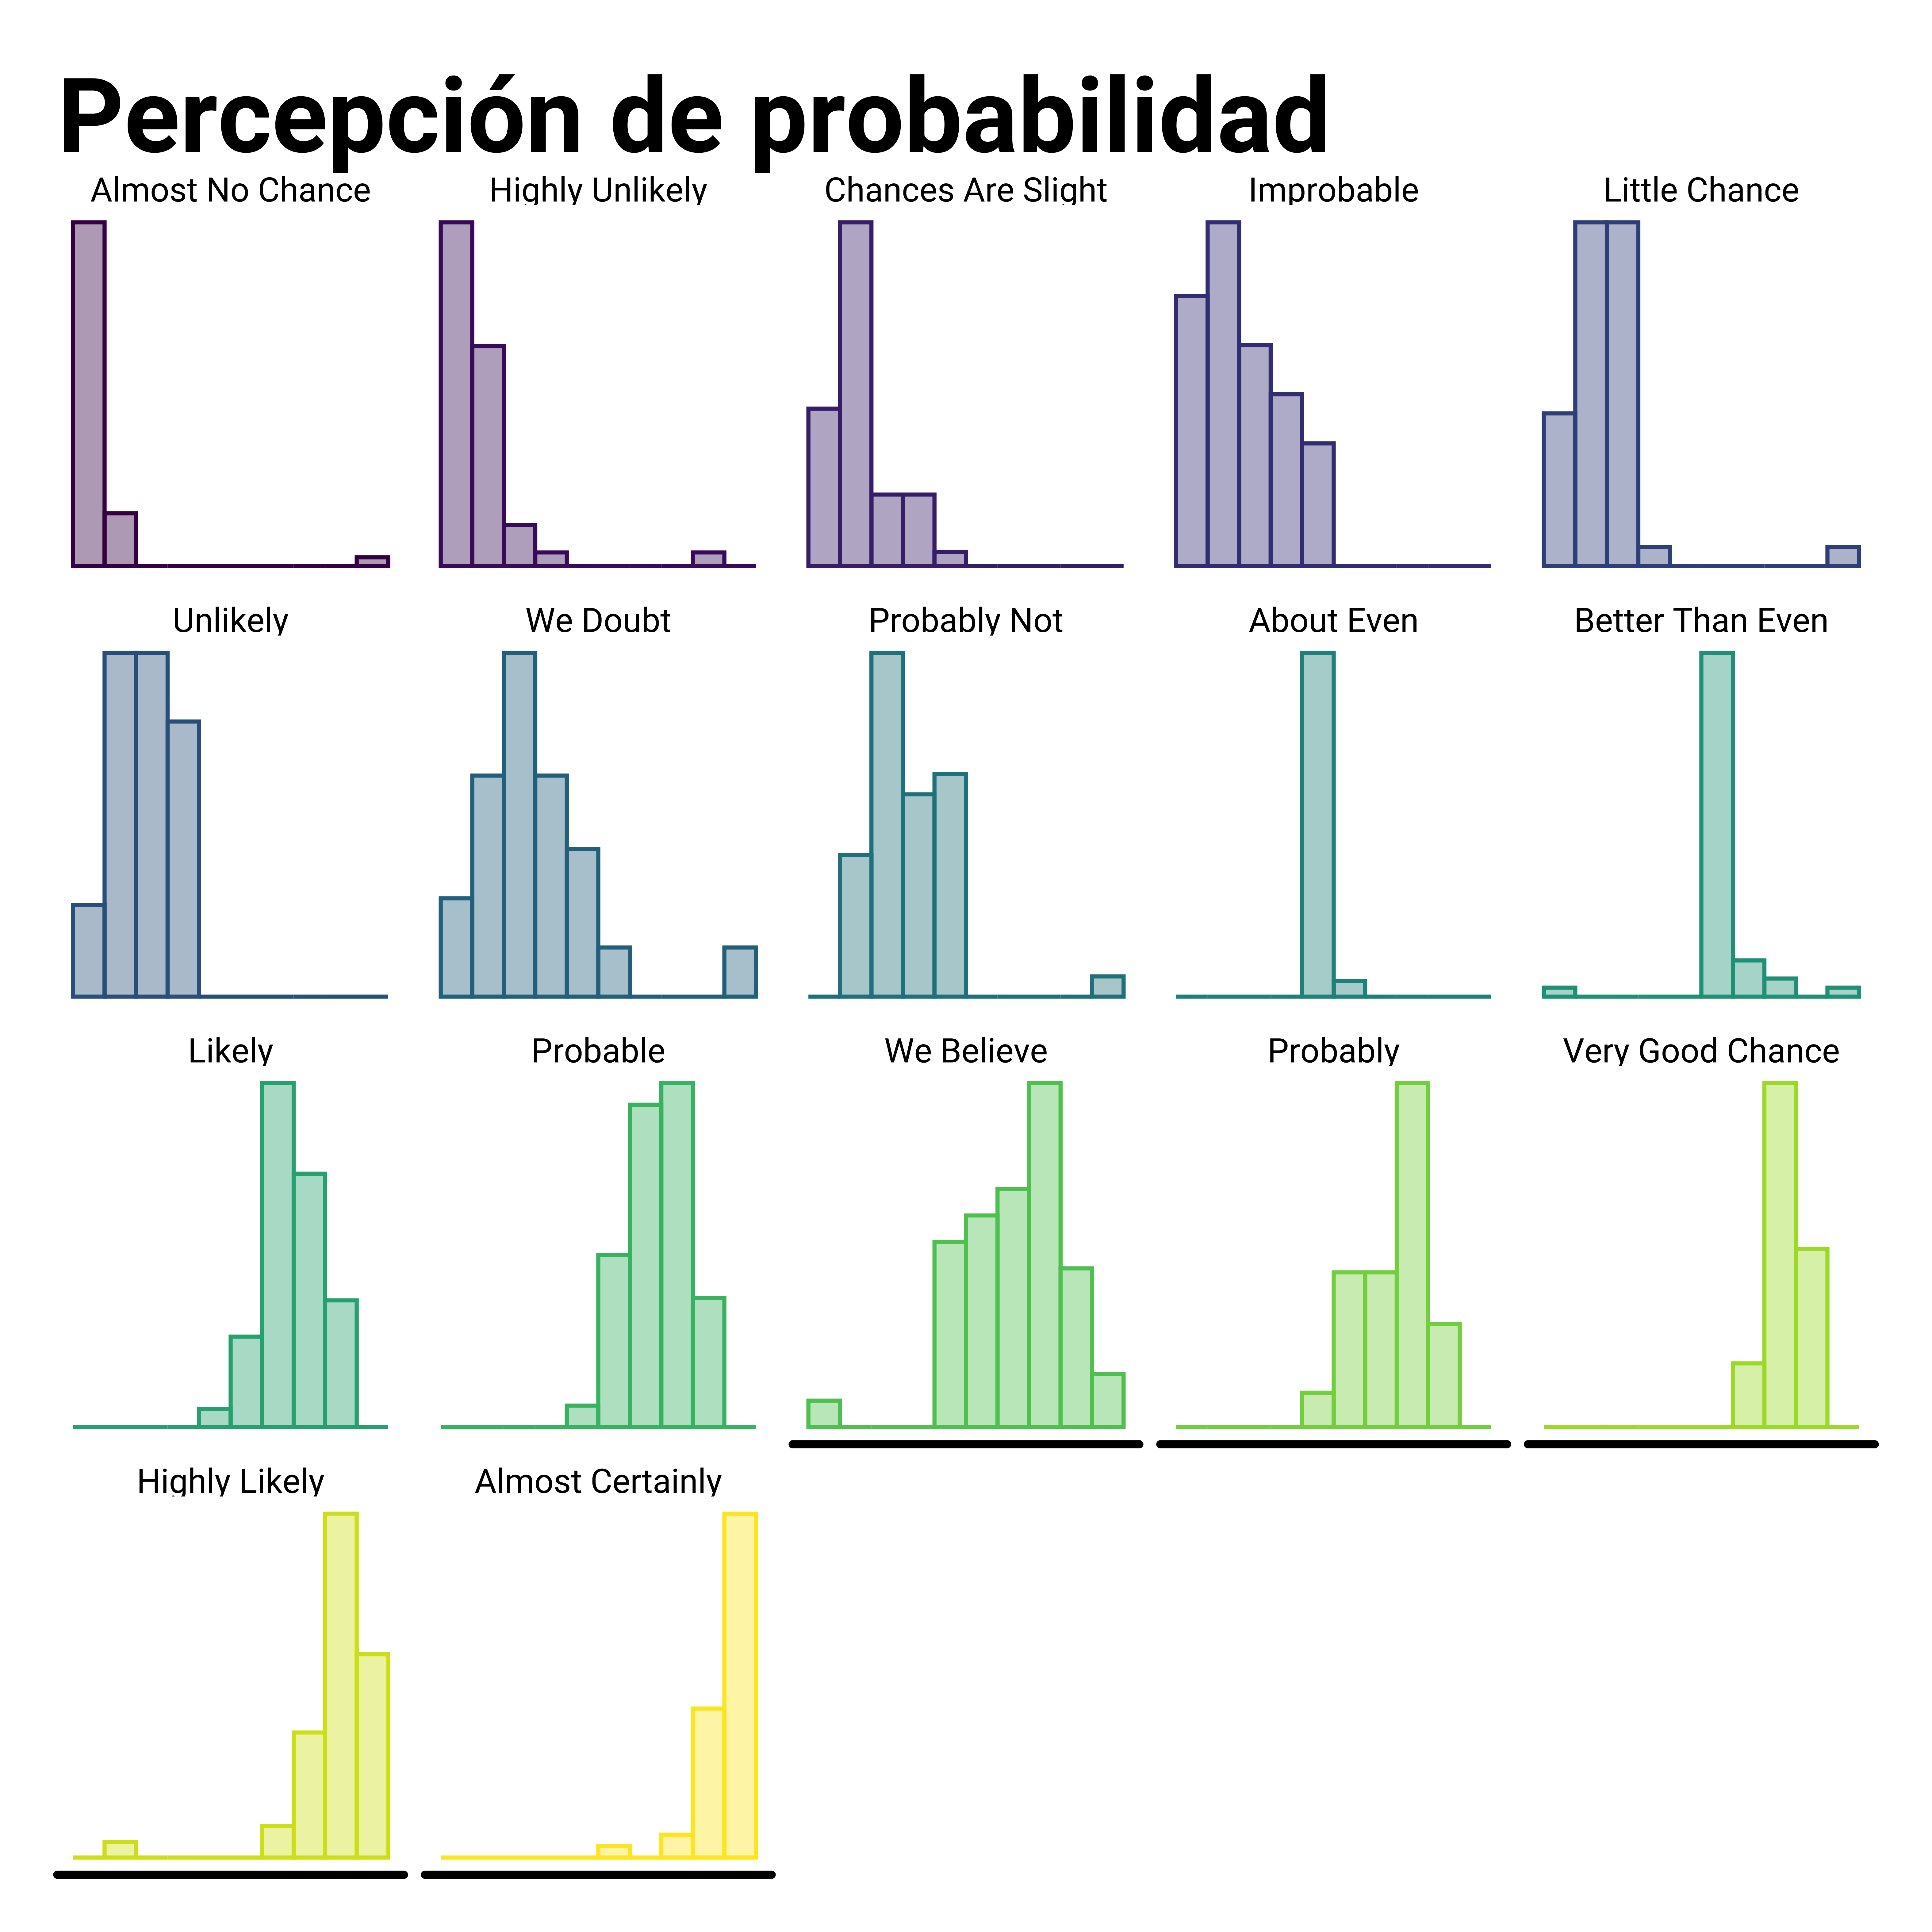 Percepción de probabilidad
Almost No Chance
Highly Unlikely
Chances Are Slight
Improbable
Little Chance
Unlikely
We Doubt
Probably Not
About Even
Better Than Even
Likely
Probable
We Believe
Probably
Very Good Chance
Highly Likely
Almost Certainly